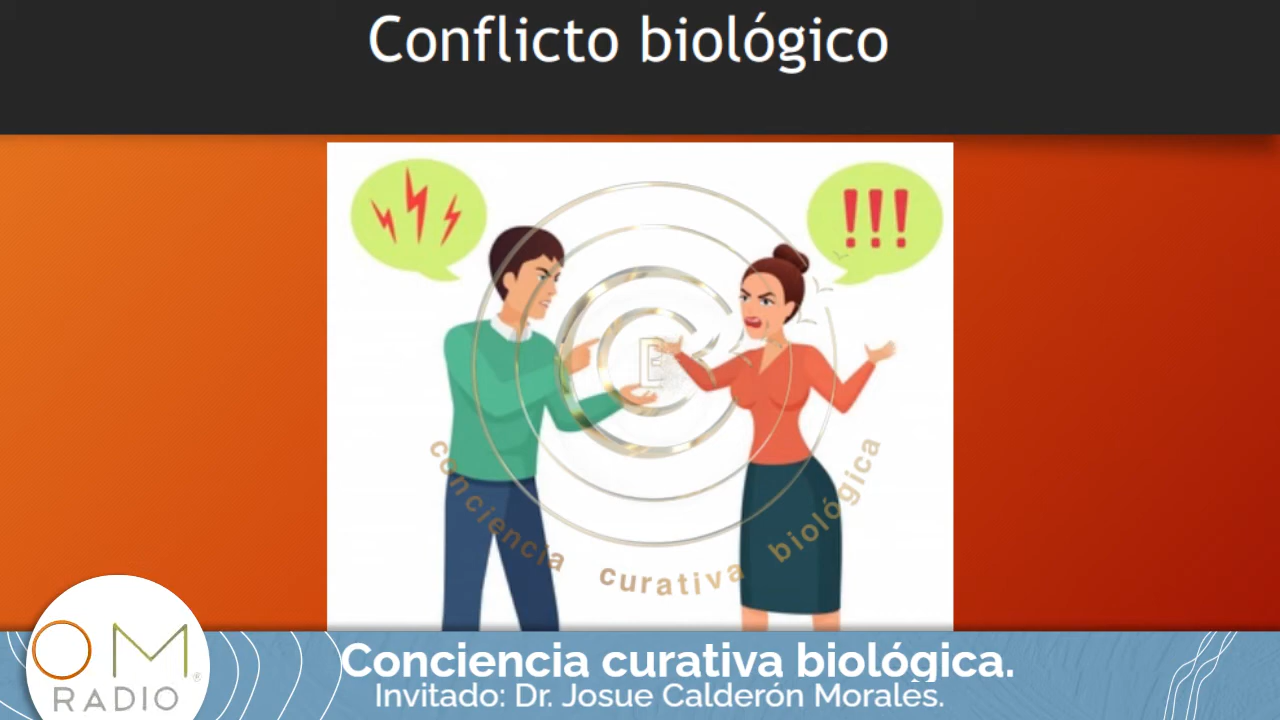 Conflicto biológico
!!!
B
conciencia curativa biológica
OM
RADIO
®
Conciencia curativa biológica.
Invitado: Dr. Josue Calderón Morales.